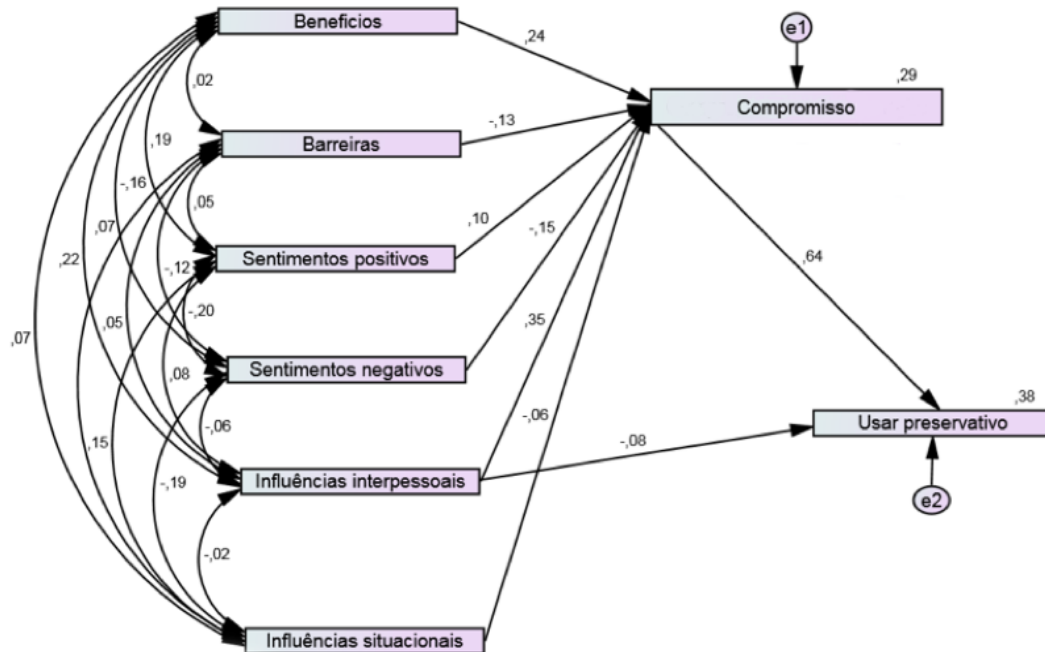 Beneficios
,24
e1
,29
Compromisso
,02
-,13
Barreiras
,19
-,16
,05
,10
-,15
,07
Sentimentos positivos
,64
,22
-,12
-,20
,35
,05
,07
Sentimentos negativos
,08
-,06
,38
Usar preservativo
-,06
-,08
,15
Influências interpessoais
-,19
e2
-,02
Influências situacionais